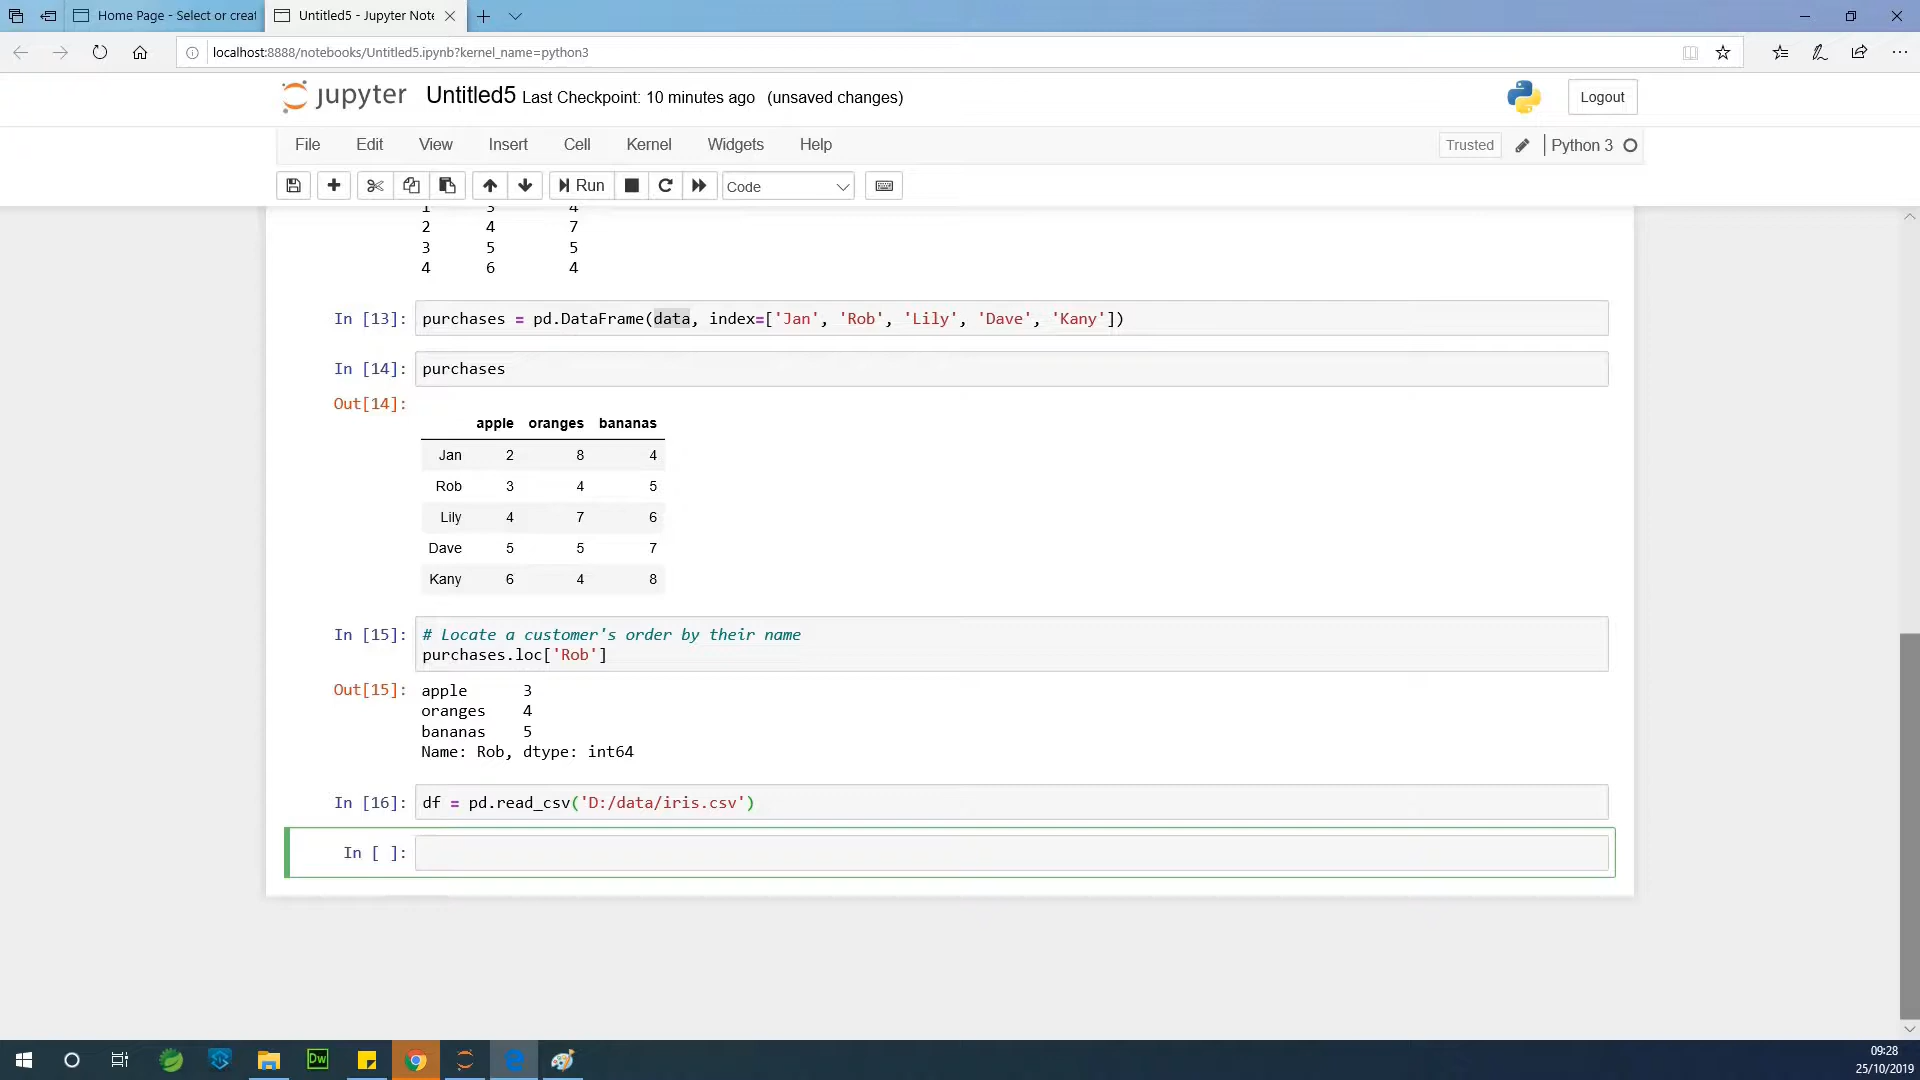 Home Page - Select or creat
Untitled5 - Jupyter Note
localhost:8888/notebooks/Untitled5.ipynb?kernel_name=python3
jupyter Untitled5 Last Checkpoint: 10 minutes ago (unsaved changes)
Logout
File Edit View Insert Cell Kernel Widgets Help
Trusted
Python 3
Run
Code
1 3 4
2 4 7
3 5 5
4 6 4
In [13]: purchases = pd.DataFrame(data, index=['Jan', 'Rob', 'Lily', 'Dave', 'Kany'])
In [14]: purchases
Out[14]:
apple oranges bananas
Jan 2 8 4
Rob 3 4 5
Lily 4 7 6
Dave 5 5 7
Kany 6 4 8
In [15]: # Locate a customer's order by their name
purchases.loc['Rob']
Out[15]: apple 3
oranges 4
bananas 5
Name: Rob, dtype: int64
In [16]: df = pd.read_csv('D:/data/iris.csv')
In [ ]:
Dw
09:28
25/10/2019